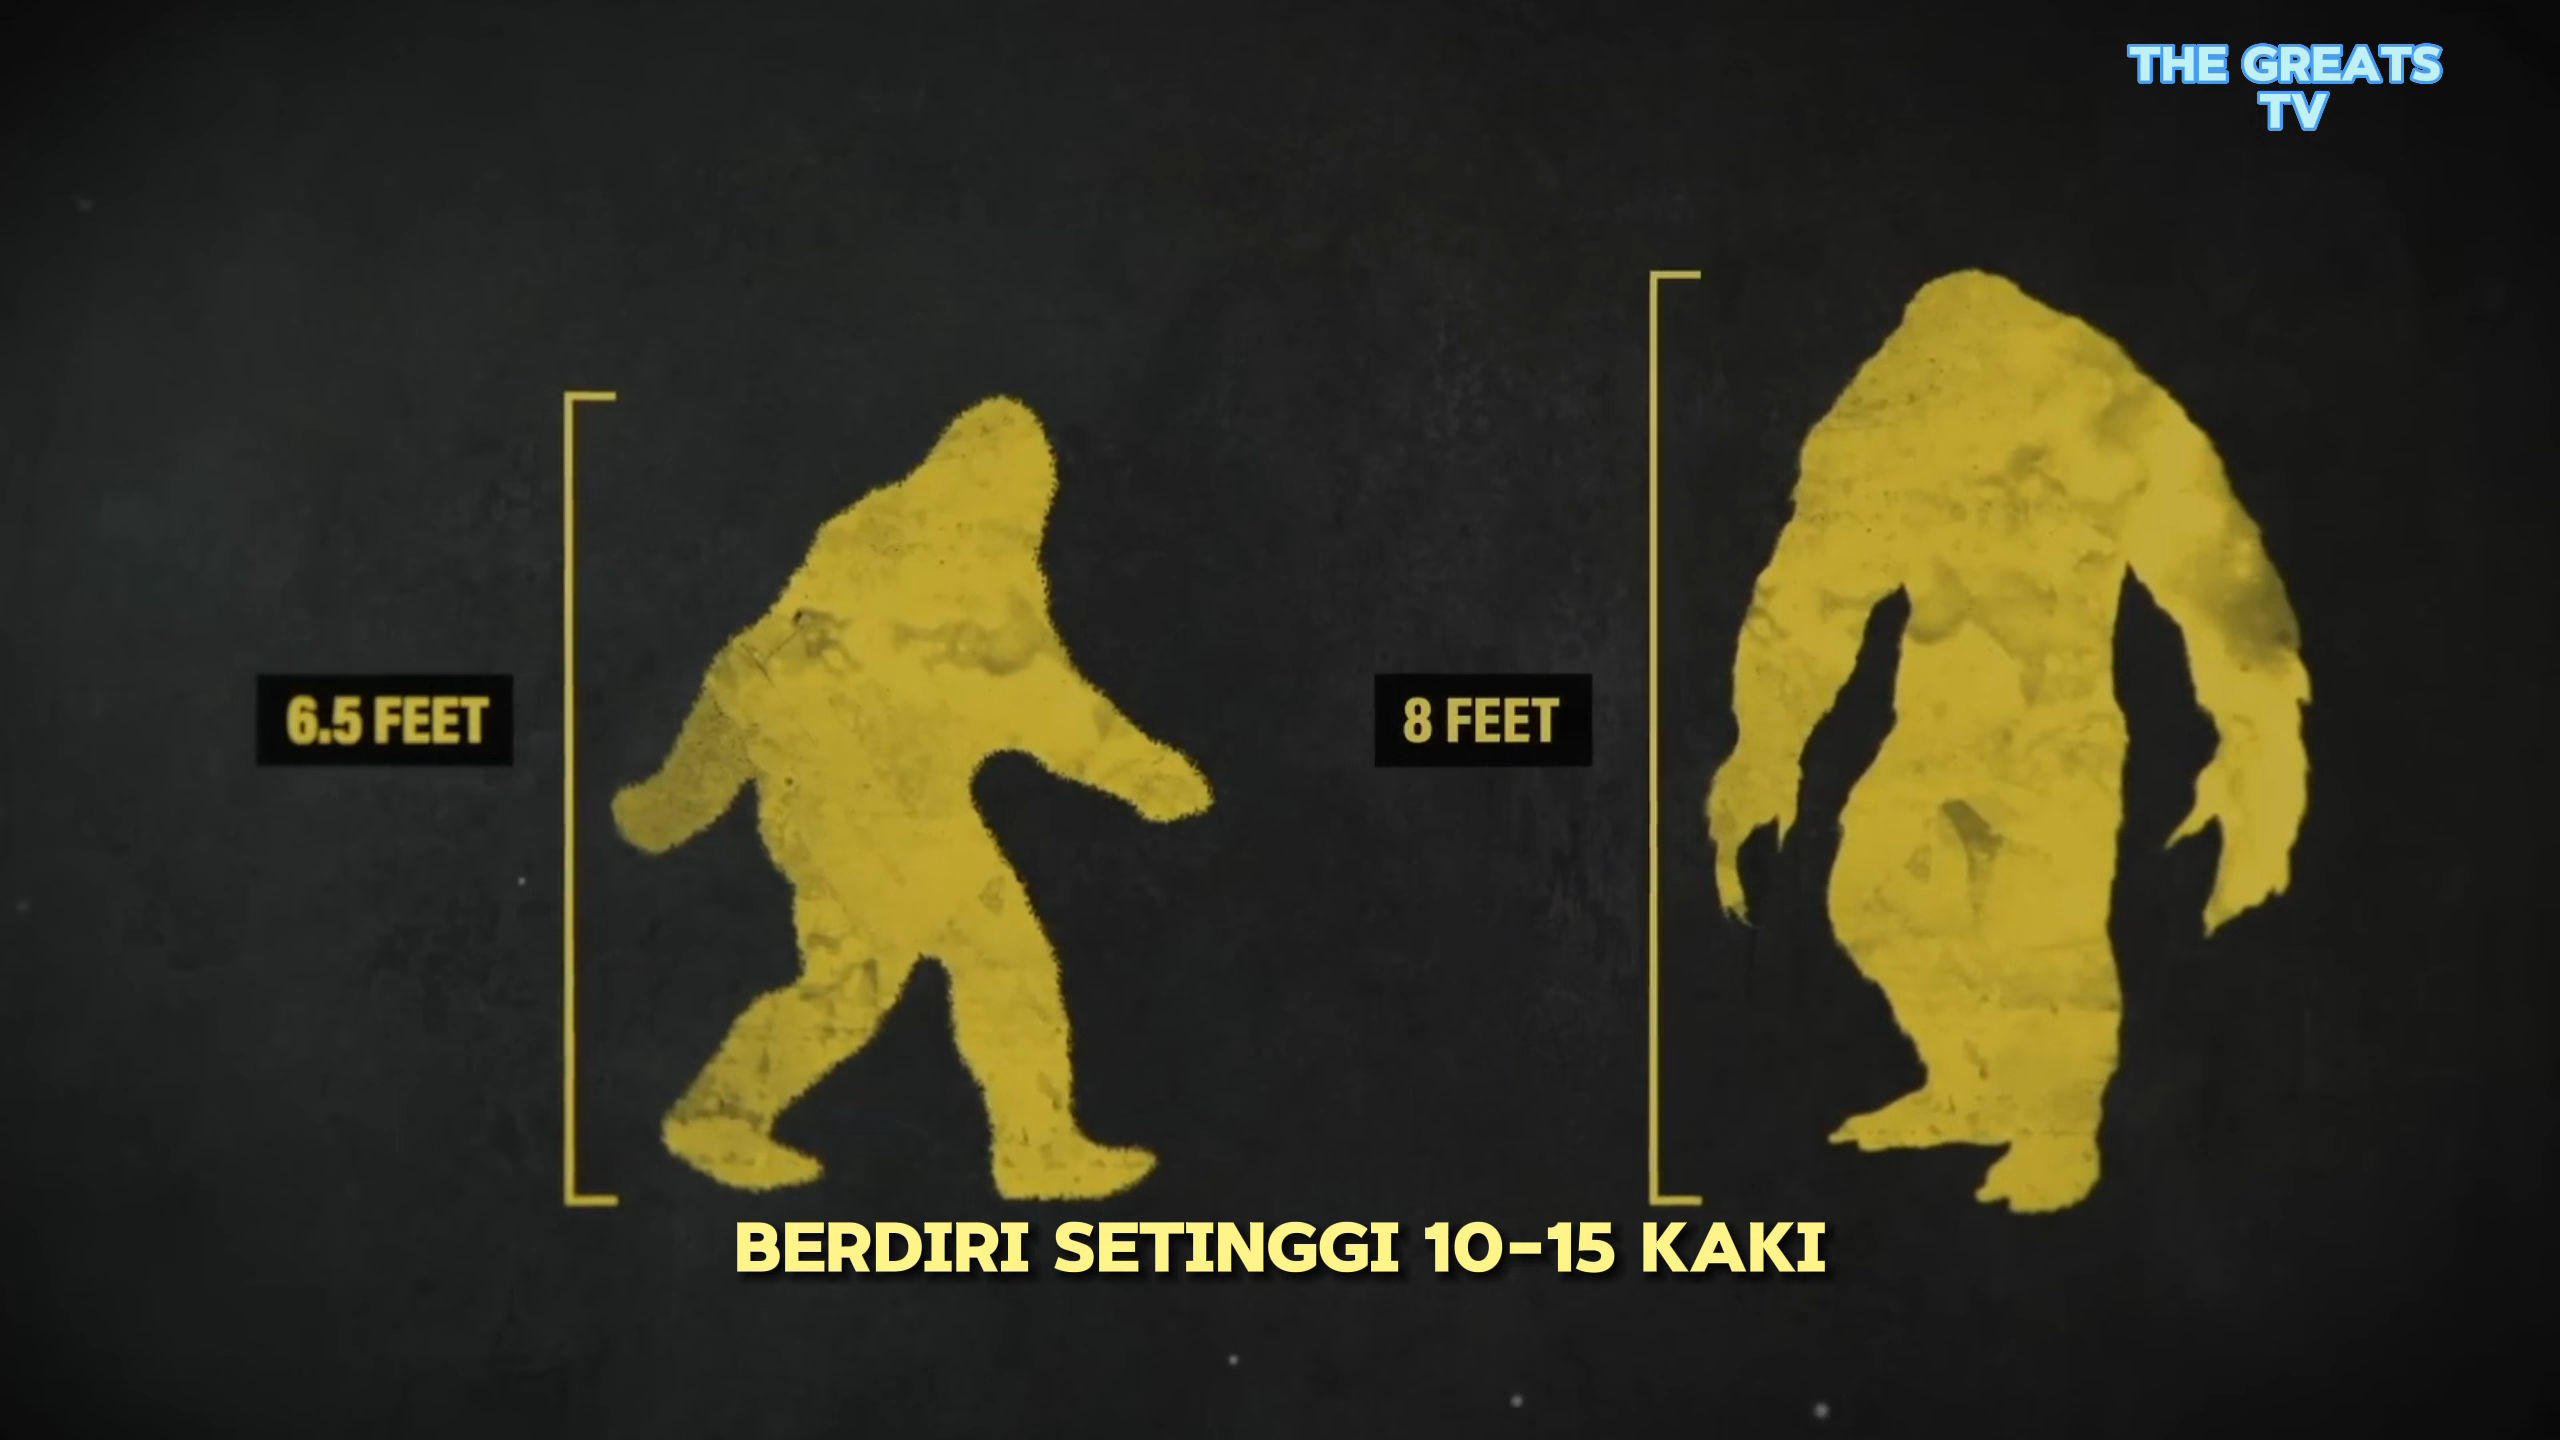 THE GREATS
TV
6.5 FEET
8 FEET
BERDIRI SETINGGI 10-15 KAKI